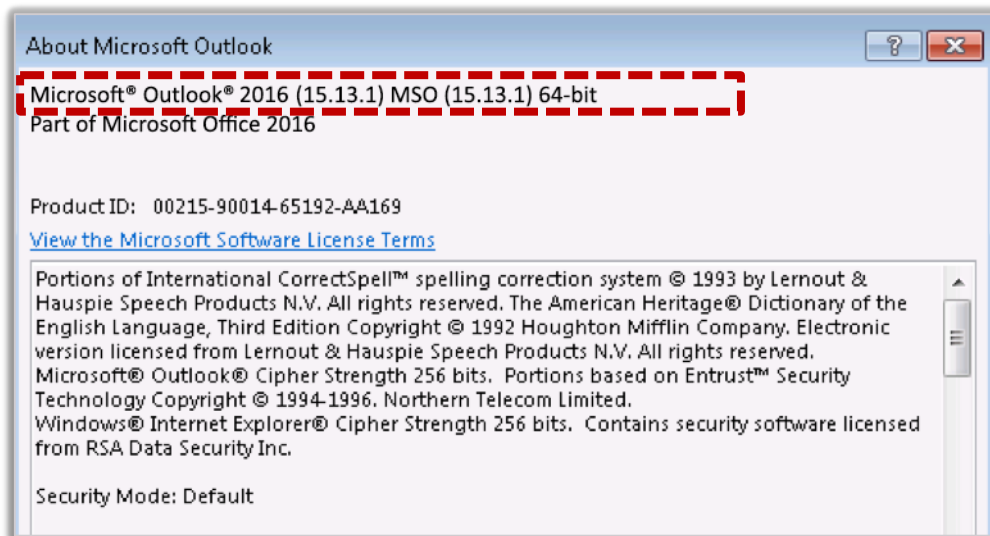 About Microsoft Outlook
Microsoft® Outlook® 2016 (15.13.1) MSO (15.13.1) 64-bit
Part of Microsoft Office 2016
Product ID: 00215-90014-65192-AA169
View the Microsoft Software License Terms
Portions of International CorrectSpell™ spelling correction system © 1993 by Lernout &
Hauspie Speech Products N.V. All rights reserved. The American Heritage® Dictionary of the
English Language, Third Edition Copyright © 1992 Houghton Mifflin Company. Electronic
version licensed from Lernout & Hauspie Speech Products N.V. All rights reserved.
Microsoft® Outlook® Cipher Strength 256 bits. Portions based on Entrust™ Security
Technology Copyright © 1994-1996. Northern Telecom Limited.
Windows® Internet Explorer® Cipher Strength 256 bits. Contains security software licensed
from RSA Data Security Inc.
Security Mode: Default